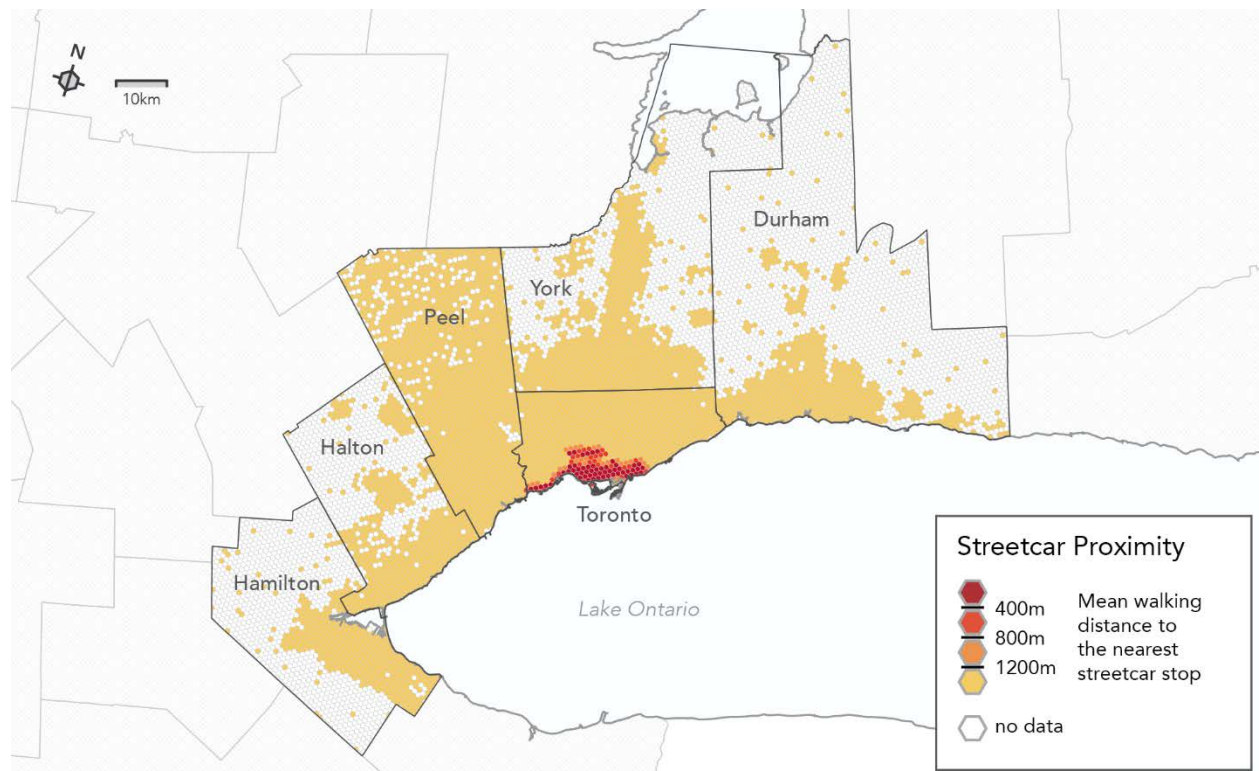 N
10km
Durham
York
Peel
Halton
Toronto
Hamilton
Lake Ontario
Streetcar Proximity
400m
800m
1200m
Mean walking
distance to
the nearest
streetcar stop
no data